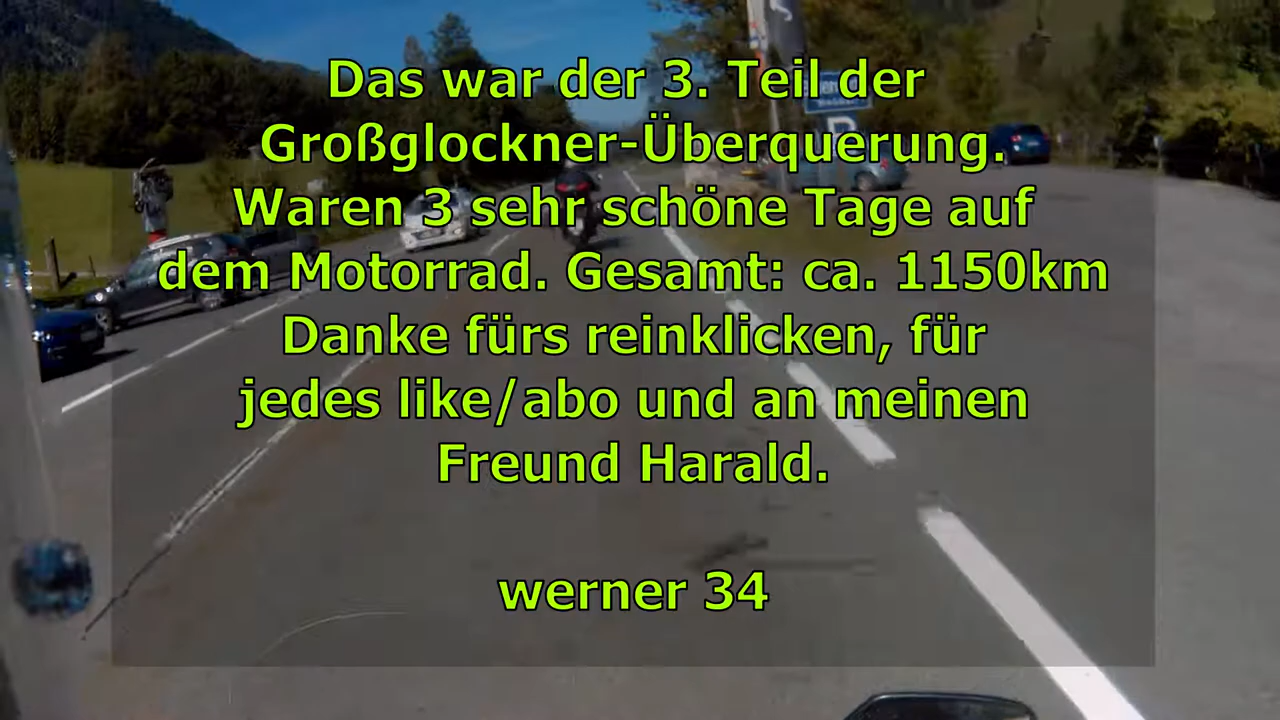 Das war der 3. Teil der
Großglockner-Überquerung.
Waren 3 sehr schöne Tage auf
dem Motorrad. Gesamt: ca. 1150km
Danke fürs reinklicken, für
jedes like/abo und an meinen
Freund Harald.
werner 34
P